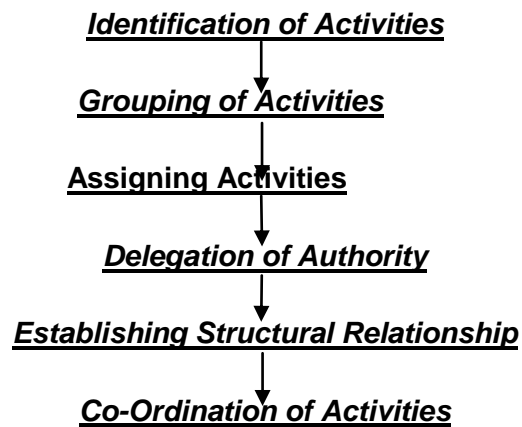 Identification of Activities
Grouping of Activities
Assigning Activities
Delegation of Authority
Establishing Structural Relationship
Co-Ordination of Activities